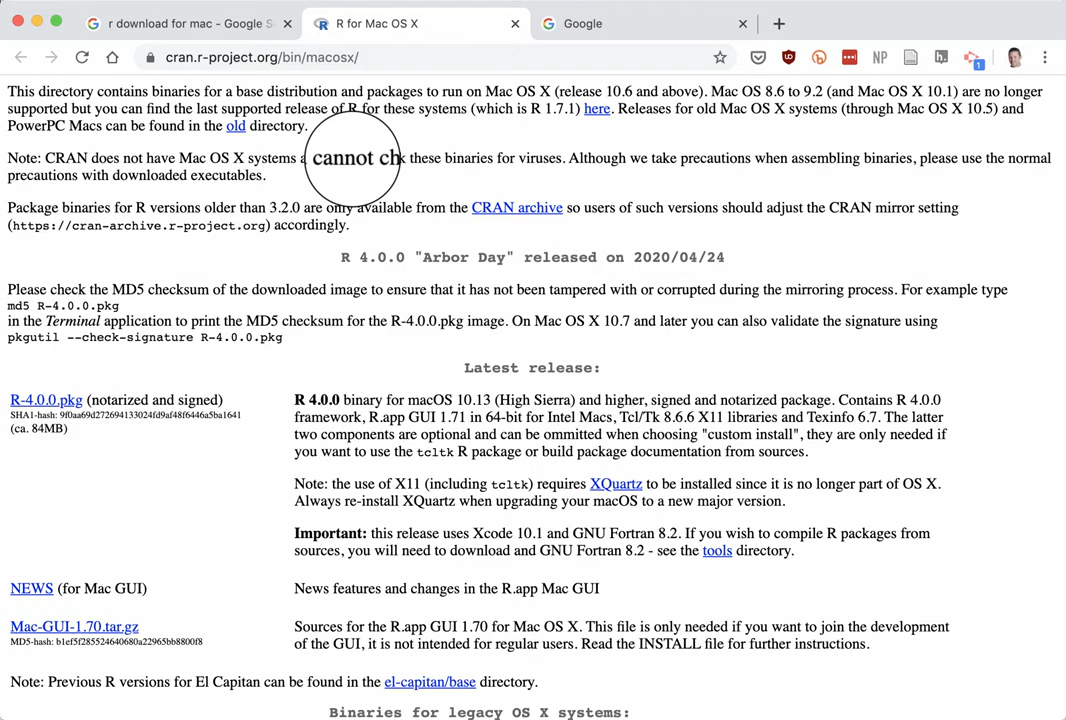 r download for mac - Google S
R for Mac OS X
Google
cran.r-project.org/bin/macosx/
NP
h.
1
This directory contains binaries for a base distribution and packages to run on Mac OS X (release 10.6 and above). Mac OS 8.6 to 9.2 (and Mac OS X 10.1) are no longer
supported but you can find the last supported release of R for these systems (which is R 1.7.1) here. Releases for old Mac OS X systems (through Mac OS X 10.5) and
PowerPC Macs can be found in the old directory.
Note: CRAN does not have Mac OS X systems a cannot chk these binaries for viruses. Although we take precautions when assembling binaries, please use the normal
precautions with downloaded executables.
Package binaries for R versions older than 3.2.0 are only available from the CRAN archive so users of such versions should adjust the CRAN mirror setting
(https://cran-archive.r-project.org) accordingly.
R 4.0.0 "Arbor Day" released on 2020/04/24
Please check the MD5 checksum of the downloaded image to ensure that it has not been tampered with or corrupted during the mirroring process. For example type
md5 R-4.0.0.pkg
in the Terminal application to print the MD5 checksum for the R-4.0.0.pkg image. On Mac OS X 10.7 and later you can also validate the signature using
pkgutil --check-signature R-4.0.0.pkg
Latest release:
R-4.0.0.pkg (notarized and signed)
SHA1-hash: 9f0aa69d272694133024fd9af48f6446a5ba1641
(ca. 84MB)
R 4.0.0 binary for macOS 10.13 (High Sierra) and higher, signed and notarized package. Contains R 4.0.0
framework, R.app GUI 1.71 in 64-bit for Intel Macs, Tcl/Tk 8.6.6 X11 libraries and Texinfo 6.7. The latter
two components are optional and can be ommitted when choosing "custom install", they are only needed if
you want to use the tcltk R package or build package documentation from sources.
Note: the use of X11 (including tcltk) requires XQuartz to be installed since it is no longer part of OS X.
Always re-install XQuartz when upgrading your macOS to a new major version.
Important: this release uses Xcode 10.1 and GNU Fortran 8.2. If you wish to compile R packages from
sources, you will need to download and GNU Fortran 8.2 - see the tools directory.
NEWS (for Mac GUI)
News features and changes in the R.app Mac GUI
Mac-GUI-1.70.tar.gz
MD5-hash: b1ef5f285524640680a22965bb8800f8
Sources for the R.app GUI 1.70 for Mac OS X. This file is only needed if you want to join the development
of the GUI, it is not intended for regular users. Read the INSTALL file for further instructions.
Note: Previous R versions for El Capitan can be found in the el-capitan/base directory.
Binaries for legacy OS X systems: